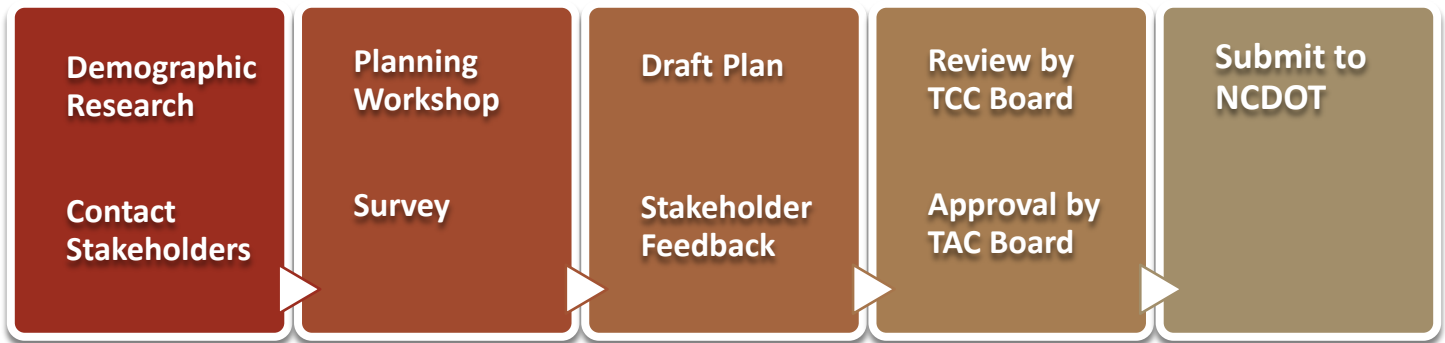 Demographic
Research
Contact
Stakeholders
Planning
Workshop
Survey
Draft Plan
Stakeholder
Feedback
Review by
TCC Board
Approval by
TAC Board
Submit to
NCDOT